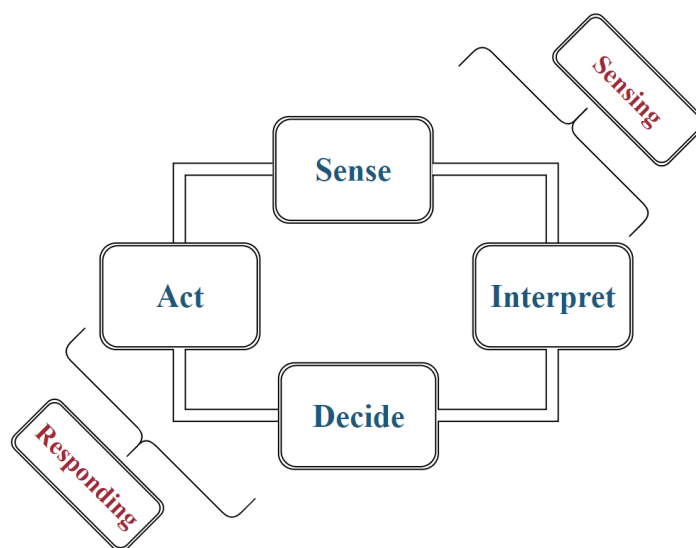 Sensing
Sense
Act
Interpret
Decide
Responding